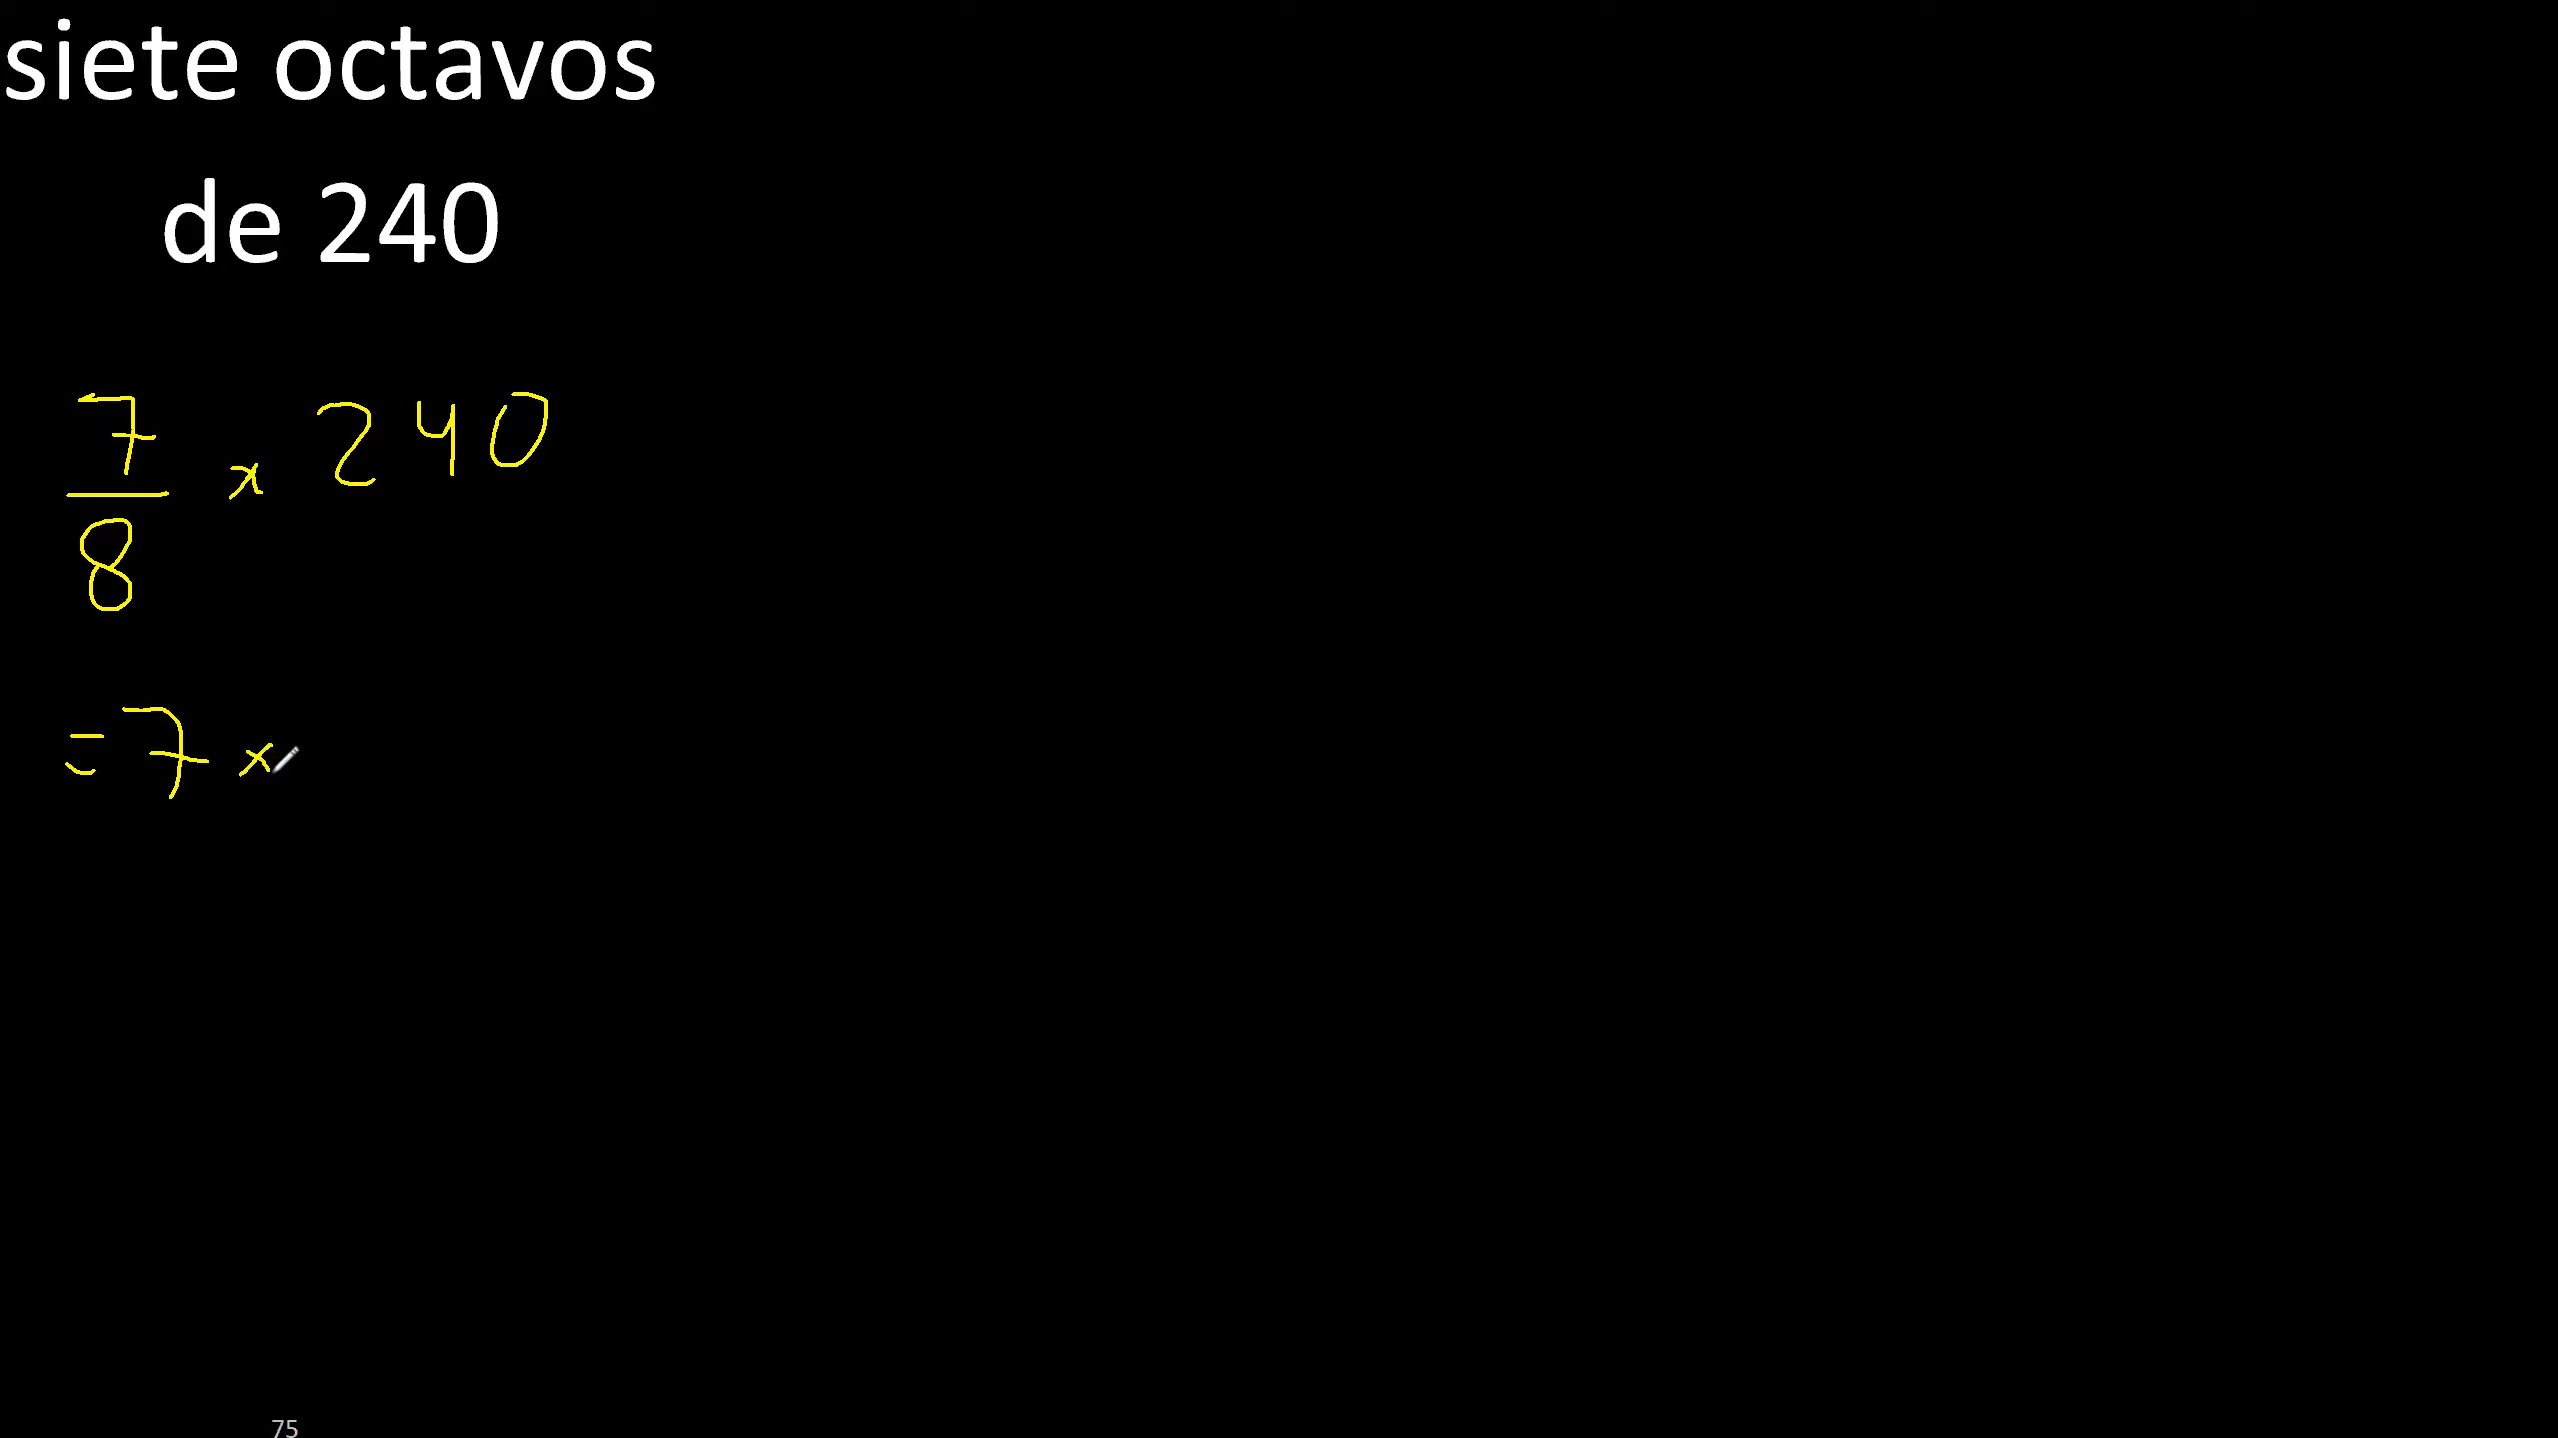 siete octavos
de 240
7/8 x 240
= 7 x
75